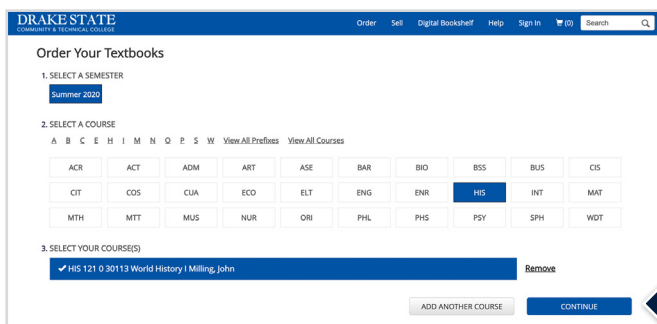 DRAKE STATE
COMMUNITY & TECHNICAL COLLEGE
Order Sell Digital Bookshelf Help Sign In (0) Search
Order Your Textbooks
1. SELECT A SEMESTER
Summer 2020
2. SELECT A COURSE
A B C E H I M N O P S W View All Prefixes View All Courses
ACR ACT ADM ART ASE BAR BIO BSS BUS CIS
CIT COS CUA ECO ELT ENG ENR HIS INT MAT
MTH MTT MUS NUR ORI PHL PHS PSY SPH WDT
3. SELECT YOUR COURSE(S)
HIS 121 0 30113 World History I Milling, John Remove
ADD ANOTHER COURSE CONTINUE